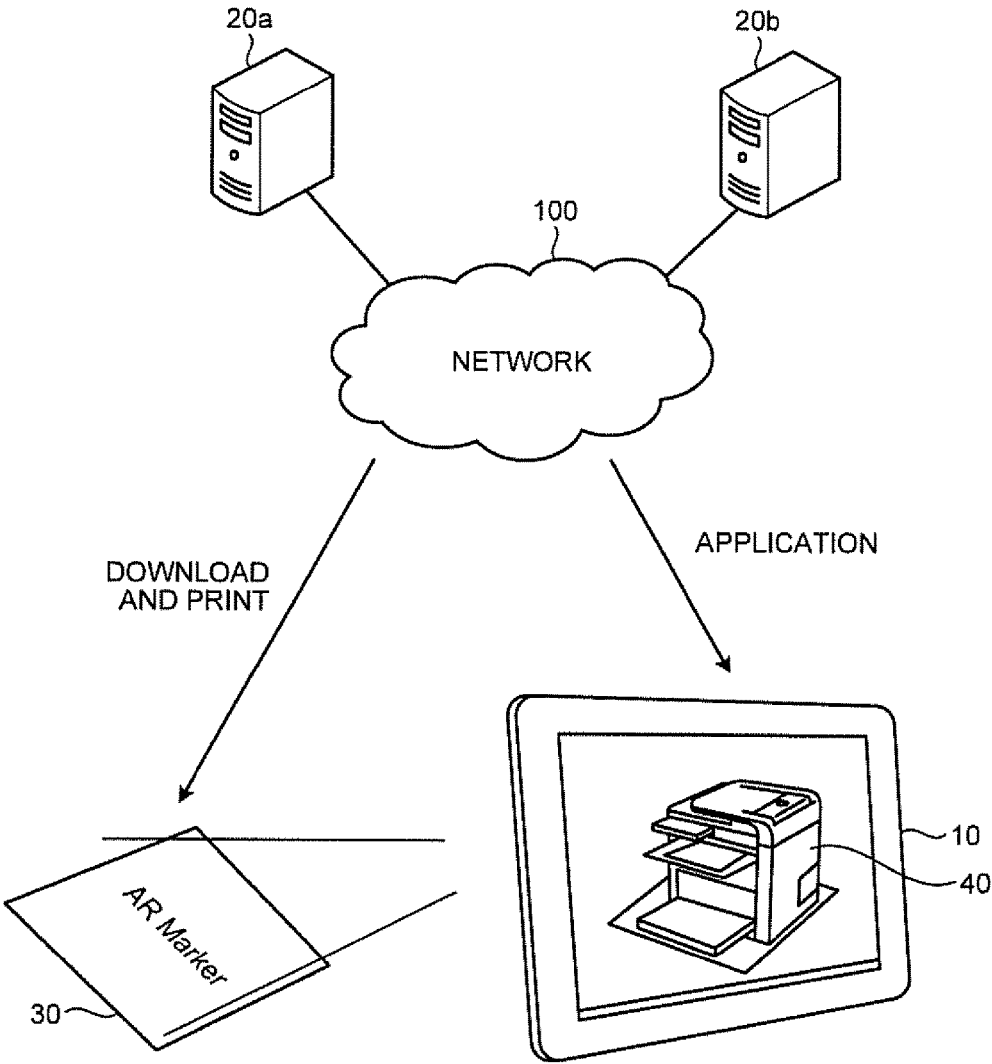 20a
20b
100
NETWORK
APPLICATION
DOWNLOAD
AND PRINT
AR Marker
10
40
30